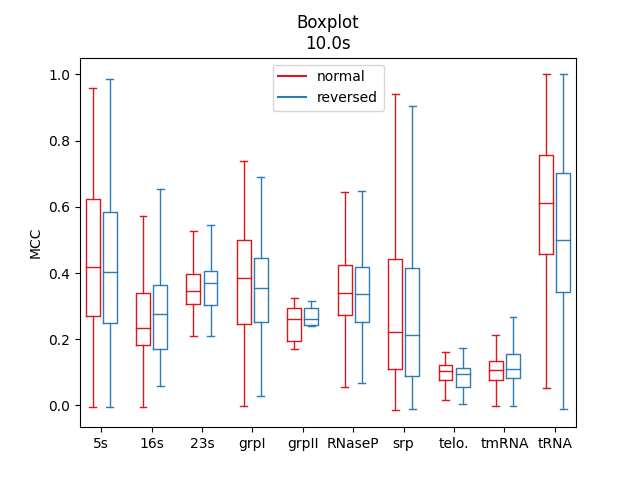 Boxplot
10.0s
normal
reversed
MCC
1.0
0.8
0.6
0.4
0.2
0.0
5s 16s 23s grpI grpII RNaseP srp telo. tmRNA tRNA